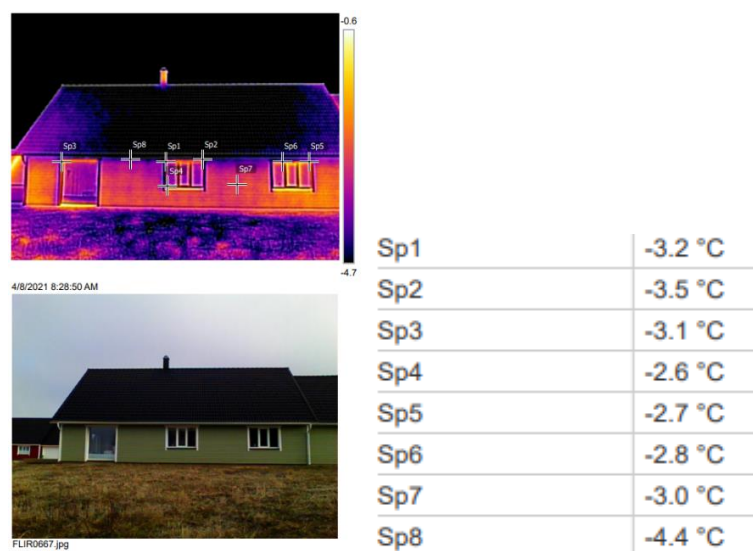 -0.6
Sp3
Sp8
Sp1
Sp2
Sp6
Sp5
Sp4
Sp7
-4.7
4/8/2021 8:28:50 AM
FLIR0667.jpg
Sp1 -3.2 °C
Sp2 -3.5 °C
Sp3 -3.1 °C
Sp4 -2.6 °C
Sp5 -2.7 °C
Sp6 -2.8 °C
Sp7 -3.0 °C
Sp8 -4.4 °C